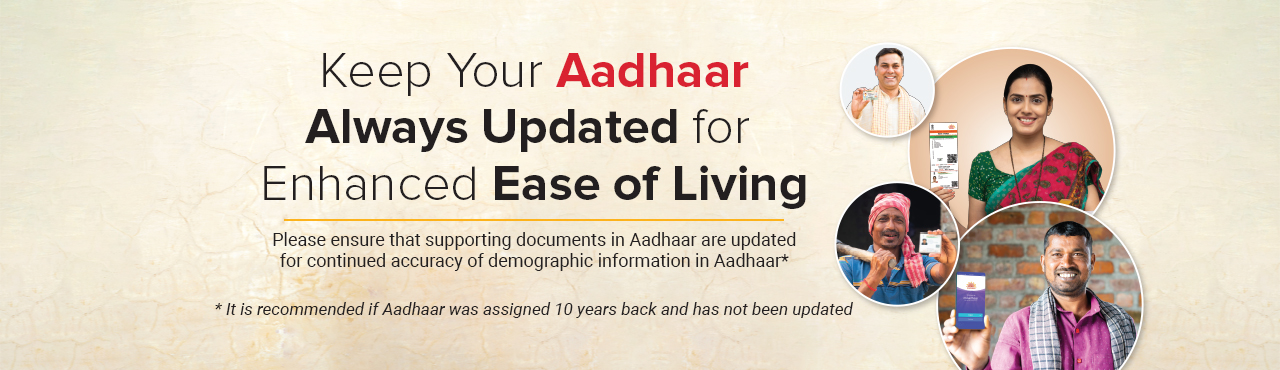 Keep Your Aadhaar
Always Updated for
Enhanced Ease of Living
Please ensure that supporting documents in Aadhaar are updated
for continued accuracy of demographic information in Aadhaar*
* It is recommended if Aadhaar was assigned 10 years back and has not been updated